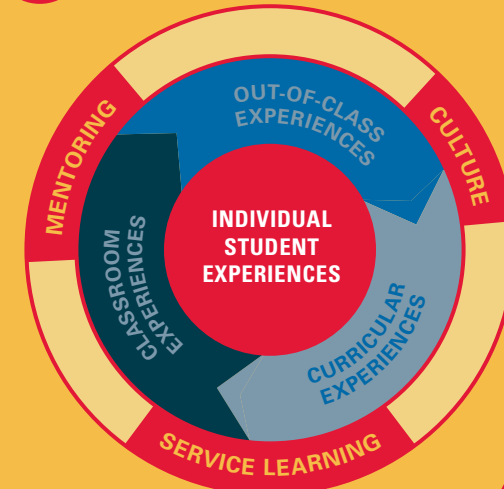 MENTORING
CULTURE
OUT-OF-CLASS
EXPERIENCES
INDIVIDUAL
STUDENT
EXPERIENCES
CLASSROOM
EXPERIENCES
CURRICULAR
EXPERIENCES
SERVICE LEARNING